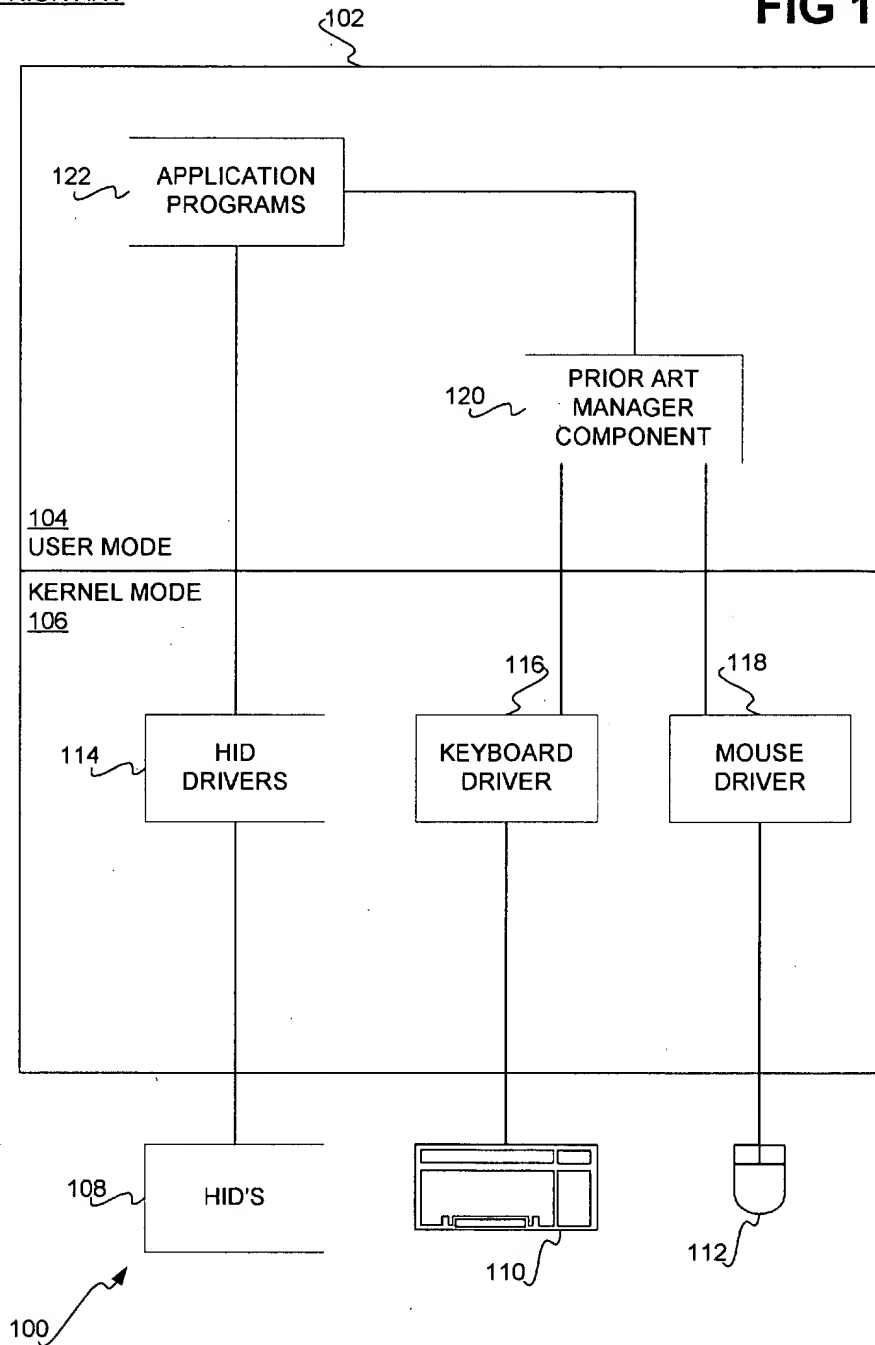 FIG 1
102
122
APPLICATION
PROGRAMS
120
PRIOR ART
MANAGER
COMPONENT
104
USER MODE
KERNEL MODE
106
116
118
114
HID
DRIVERS
KEYBOARD
DRIVER
MOUSE
DRIVER
108
HID'S
110
112
100